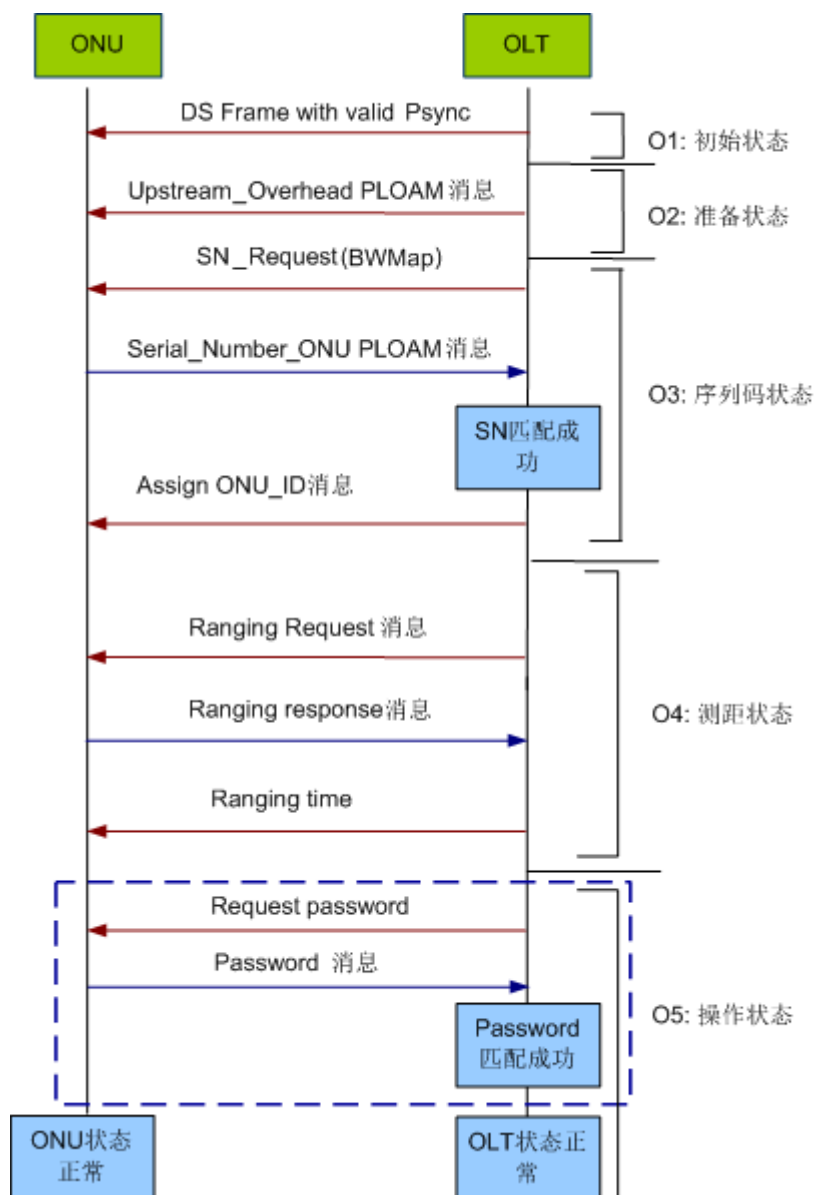 ONU
OLT
DS Frame with valid Psync
O1: 初始状态
Upstream_Overhead PLOAM 消息
O2: 准备状态
SN_Request(BWMap)
Serial_Number_ONU PLOAM 消息
O3: 序列码状态
SN匹配成
功
Assign ONU_ID消息
Ranging Request 消息
Ranging response消息
O4: 测距状态
Ranging time
Request password
Password 消息
O5: 操作状态
Password
匹配成功
ONU状态
正常
OLT状态正
常